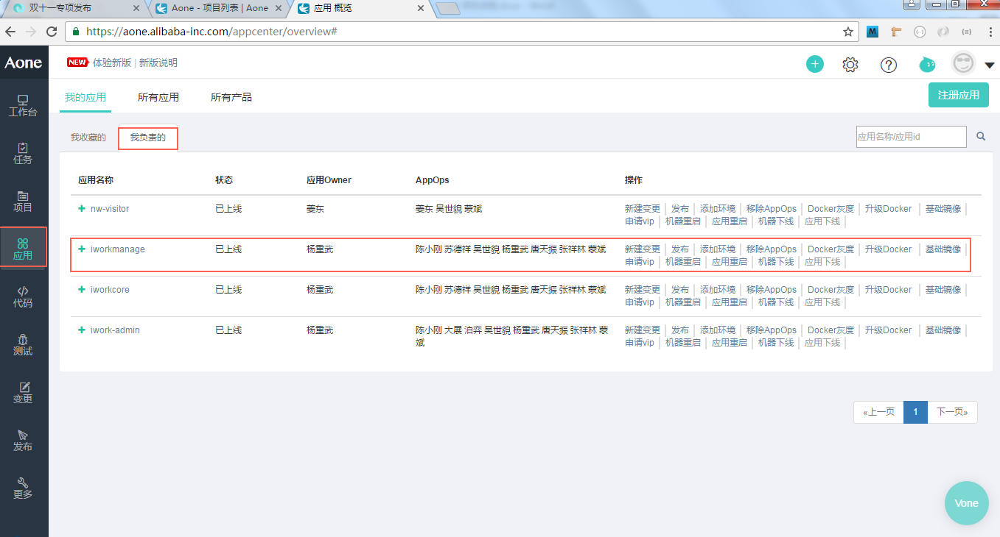 双十一专项发布
Aone - 项目列表 | Aone
应用 概览
https://aone.alibaba-inc.com/appcenter/overview#
M
Aone
NEW 体验新版 | 新版说明
我的应用 所有应用 所有产品 注册应用
我收藏的 我负责的 应用名称/应用id
工作台
任务
项目
应用
代码
测试
变更
发布
更多
应用名称 状态 应用Owner AppOps 操作
nw-visitor 已上线 姜东 姜东 吴世貌 蒙斌 新建变更 | 发布 | 添加环境 | 移除AppOps | Docker灰度 | 升级Docker | 基础镜像 |
申请vip | 机器重启 | 应用重启 | 机器下线 | 应用下线 |
iworkmanage 已上线 杨重武 陈小刚 苏德祥 吴世貌 杨重武 唐天振 张祥林 蒙斌 新建变更 | 发布 | 添加环境 | 移除AppOps | Docker灰度 | 升级Docker | 基础镜像 |
申请vip | 机器重启 | 应用重启 | 机器下线 | 应用下线 |
iworkcore 已上线 杨重武 陈小刚 苏德祥 吴世貌 杨重武 唐天振 张祥林 蒙斌 新建变更 | 发布 | 添加环境 | 移除AppOps | Docker灰度 | 升级Docker | 基础镜像 |
申请vip | 机器重启 | 应用重启 | 机器下线 | 应用下线 |
iwork-admin 已上线 杨重武 陈小刚 大展 泊弈 吴世貌 杨重武 唐天振 张祥林 蒙 新建变更 | 发布 | 添加环境 | 移除AppOps | Docker灰度 | 升级Docker | 基础镜像 |
斌 申请vip | 机器重启 | 应用重启 | 机器下线 | 应用下线 |
«上一页 1 下一页»
Vone